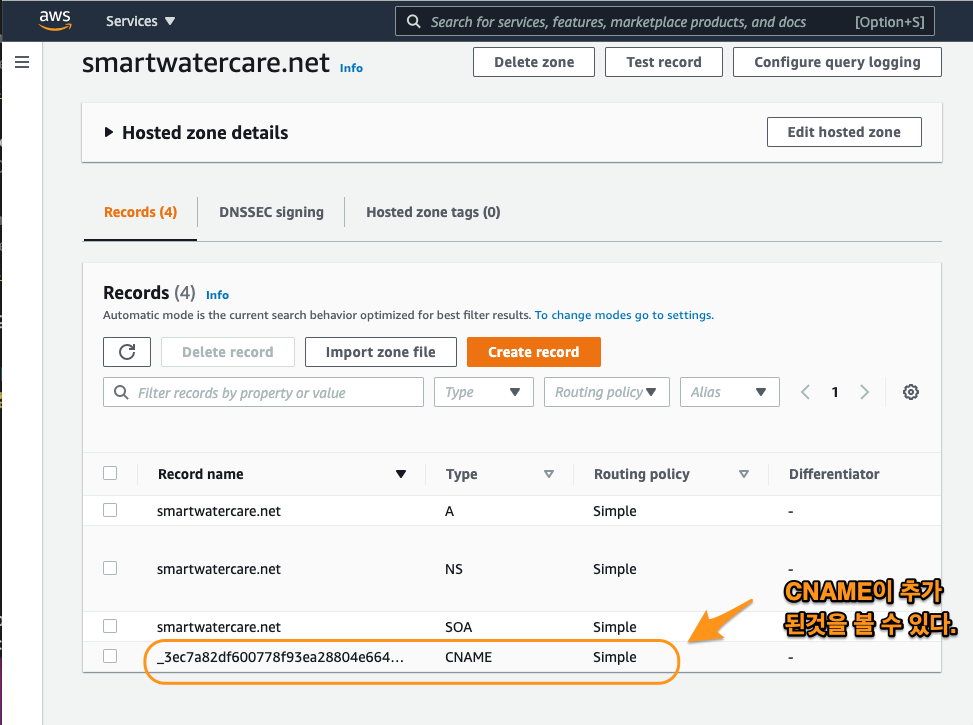 aws Services ▼ Search for services, features, marketplace products, and docs [Option+S]
smartwatercare.net Info Delete zone Test record Configure query logging
Hosted zone details Edit hosted zone
Records (4) DNSSEC signing Hosted zone tags (0)
Records (4) Info
Automatic mode is the current search behavior optimized for best filter results. To change modes go to settings.
Delete record Import zone file Create record
Filter records by property or value Type Routing policy Alias 1
Record name Type Routing policy Differentiator
smartwatercare.net A Simple -
smartwatercare.net NS Simple -
CNAME이 추가
된것을 볼 수 있다.
smartwatercare.net SOA Simple
_3ec7a82df600778f93ea28804e664... CNAME Simple -